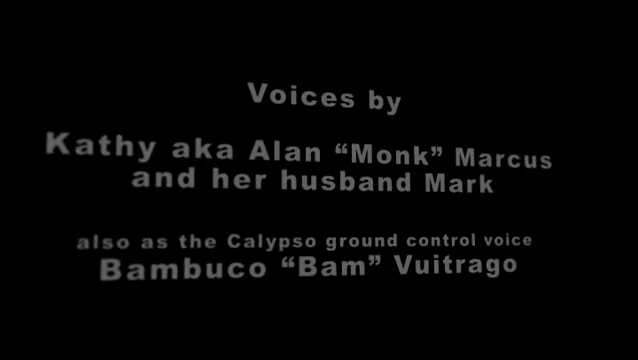 Voices by
Kathy aka Alan “Monk” Marcus
and her husband Mark
also as the Calypso ground control voice
Bambuco “Bam” Vuitrago